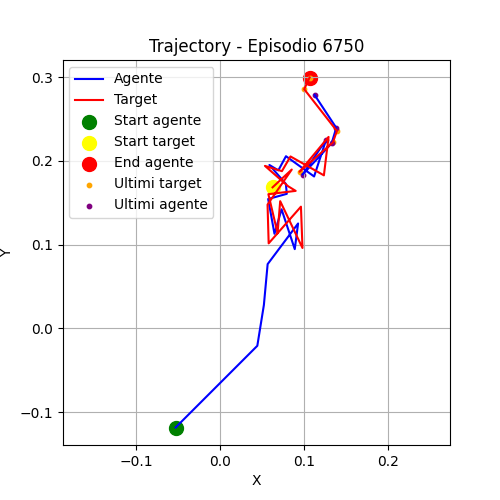 Trajectory - Episodio 6750
Agente
Target
Start agente
Start target
End agente
Ultimi target
Ultimi agente
0.3
0.2
0.1
0.0
−0.1
Y
−0.1
0.0
0.1
0.2
X